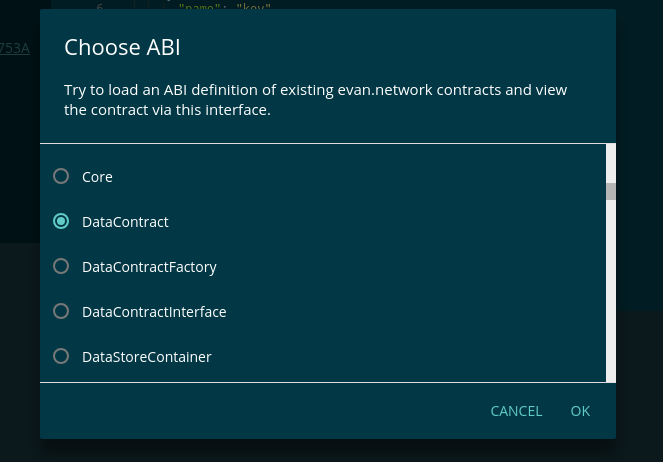 6 "name": "key"
753A
Choose ABI
Try to load an ABI definition of existing evan.network contracts and view
the contract via this interface.
Core
DataContract
DataContractFactory
DataContractInterface
DataStoreContainer
CANCEL OK